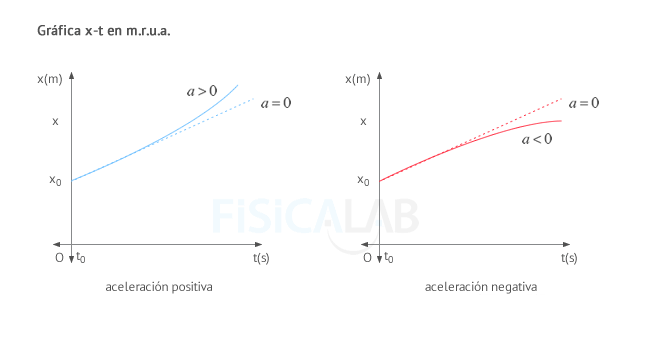 Gráfica x-t en m.r.u.a.
x(m)
a > 0
a = 0
x
x₀
O t₀
t(s)
aceleración positiva
x(m)
a = 0
x
a < 0
x₀
O t₀
t(s)
aceleración negativa
FiSiCALAB